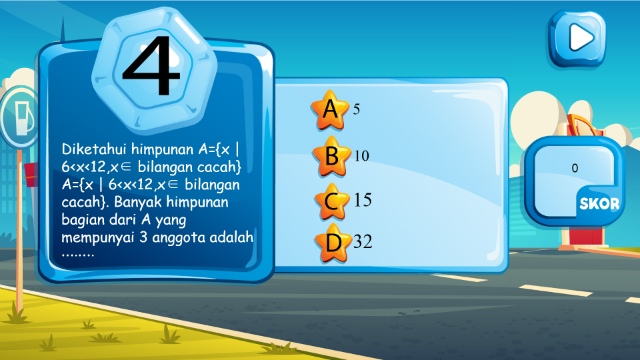 4
Diketahui himpunan A={x |
6<x<12,x∈ bilangan cacah}
A={x | 6<x<12,x∈ bilangan
cacah}. Banyak himpunan
bagian dari A yang
mempunyai 3 anggota adalah
........
A 5
B 10
C 15
D 32
0
SKOR